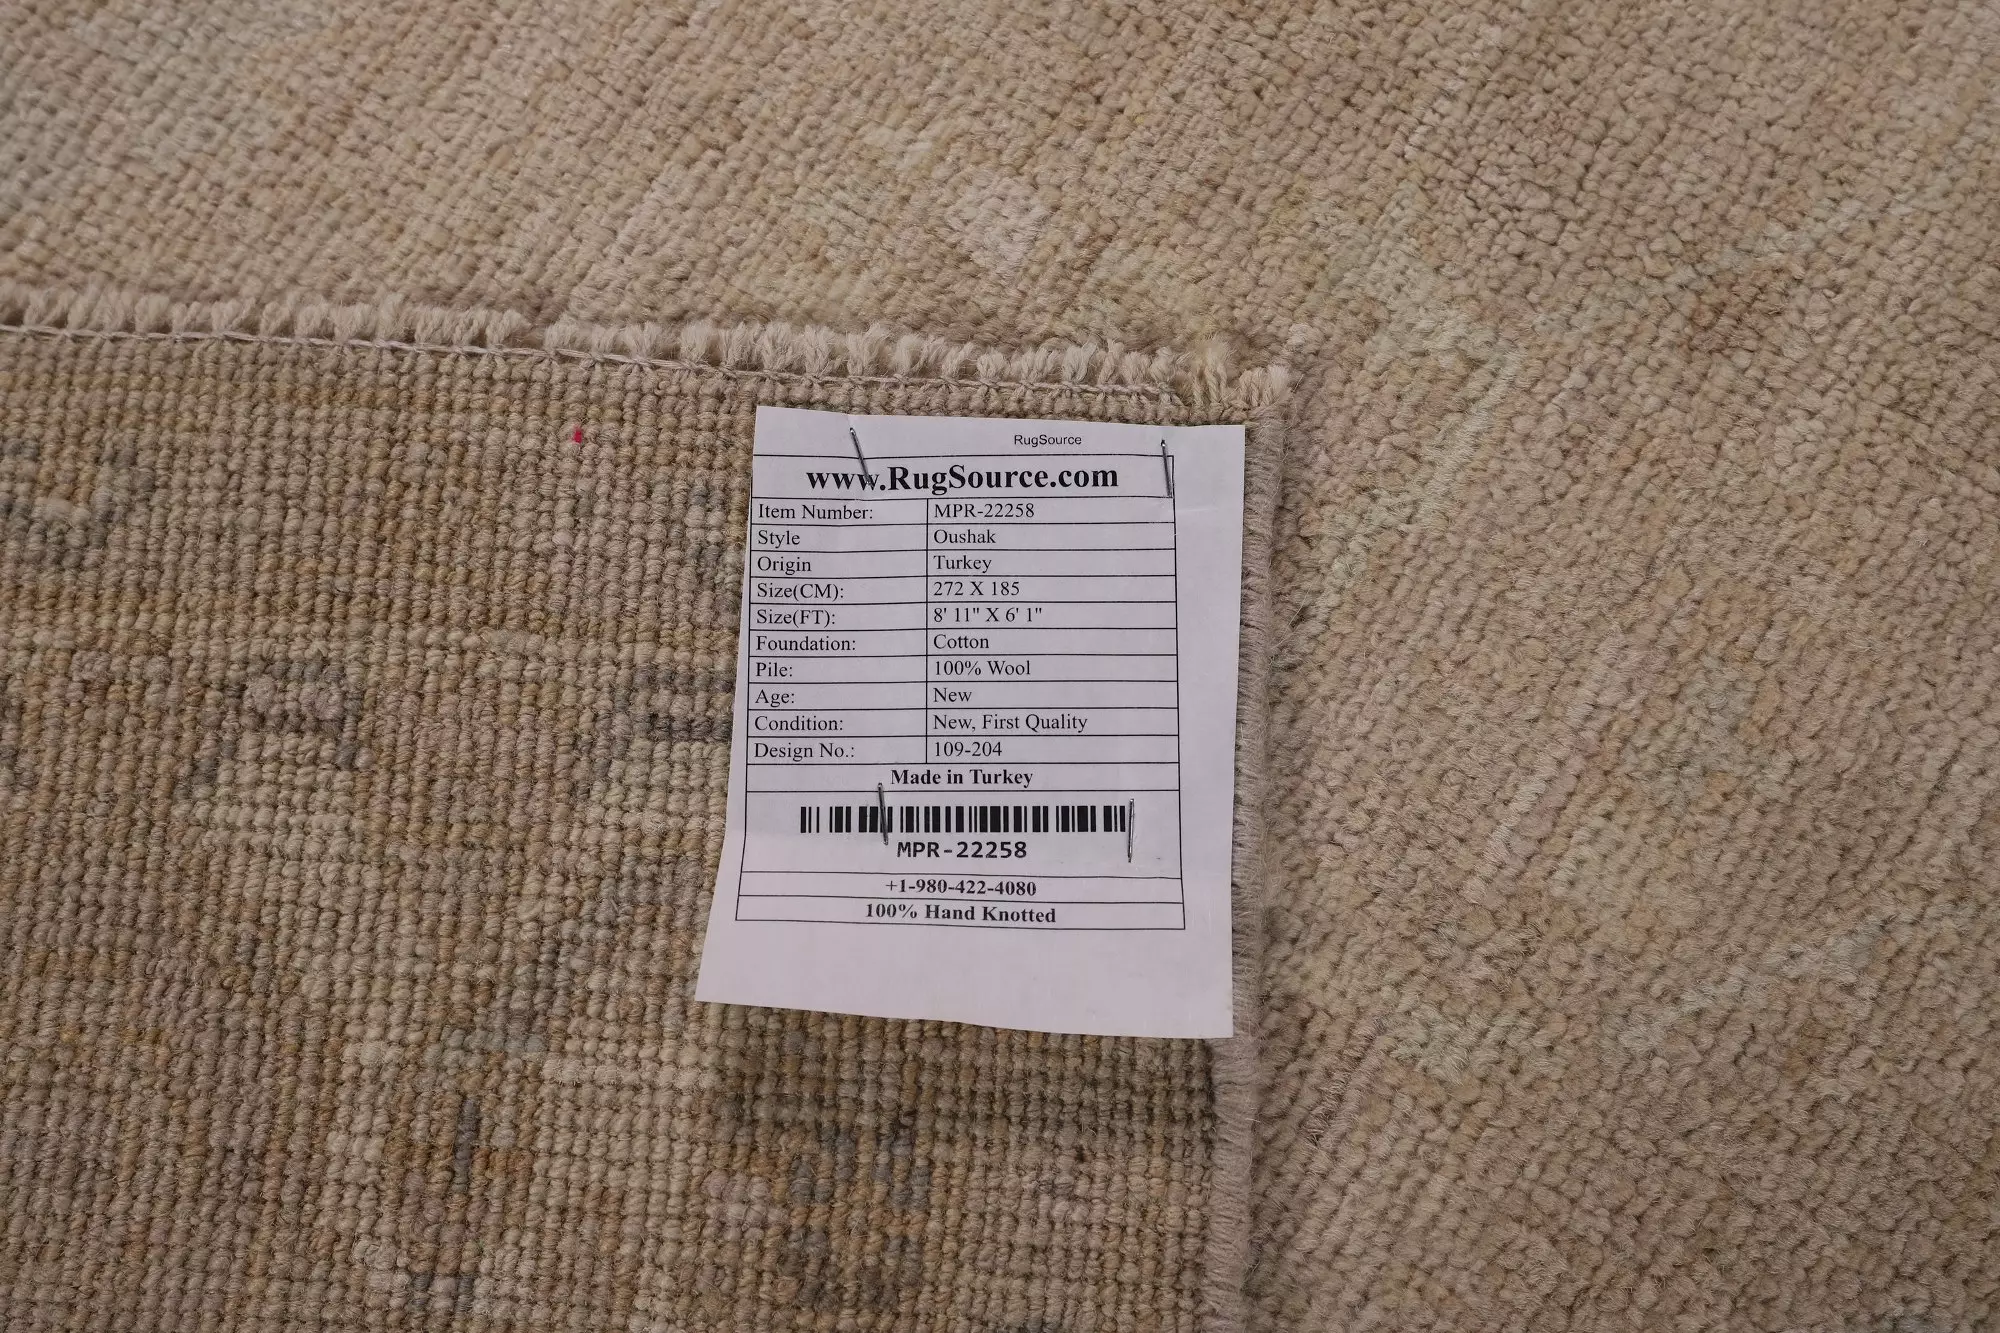 RugSource
www.RugSource.com
Item Number: MPR-22258
Style Oushak
Origin Turkey
Size(CM): 272 X 185
Size(FT): 8' 11" X 6' 1"
Foundation: Cotton
Pile: 100% Wool
Age: New
Condition: New, First Quality
Design No.: 109-204
Made in Turkey
MPR-22258
+1-980-422-4080
100% Hand Knotted